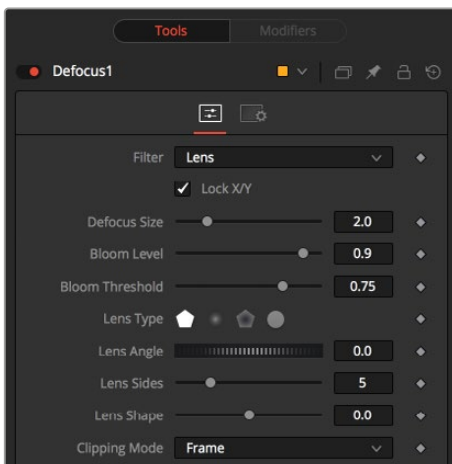 Tools Modifiers
Defocus1
Filter Lens
Lock X/Y
Defocus Size 2.0
Bloom Level 0.9
Bloom Threshold 0.75
Lens Type
Lens Angle 0.0
Lens Sides 5
Lens Shape 0.0
Clipping Mode Frame